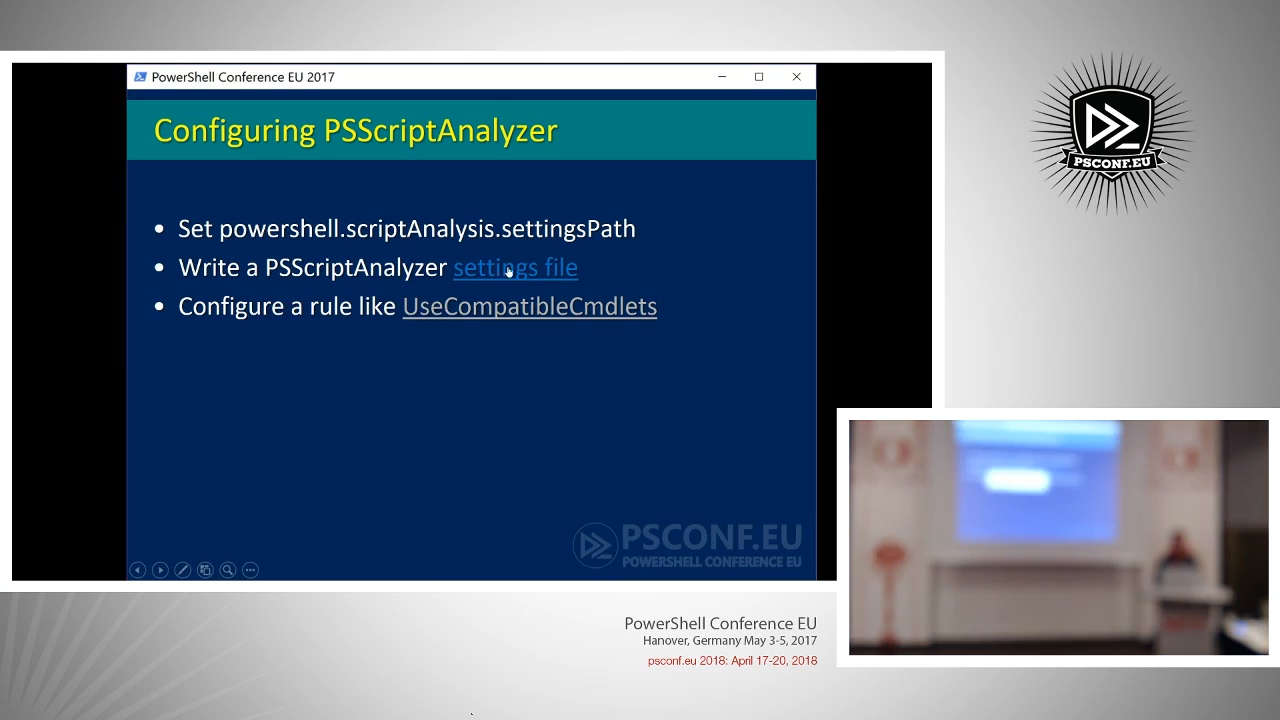 PowerShell Conference EU 2017
Configuring PSScriptAnalyzer
• Set powershell.scriptAnalysis.settingsPath
• Write a PSScriptAnalyzer settings file
• Configure a rule like UseCompatibleCmdlets
PSCONF.EU
POWERSHELL CONFERENCE EU
PSCONF.EU
PowerShell Conference EU
Hanover, Germany May 3-5, 2017
psconf.eu 2018: April 17-20, 2018